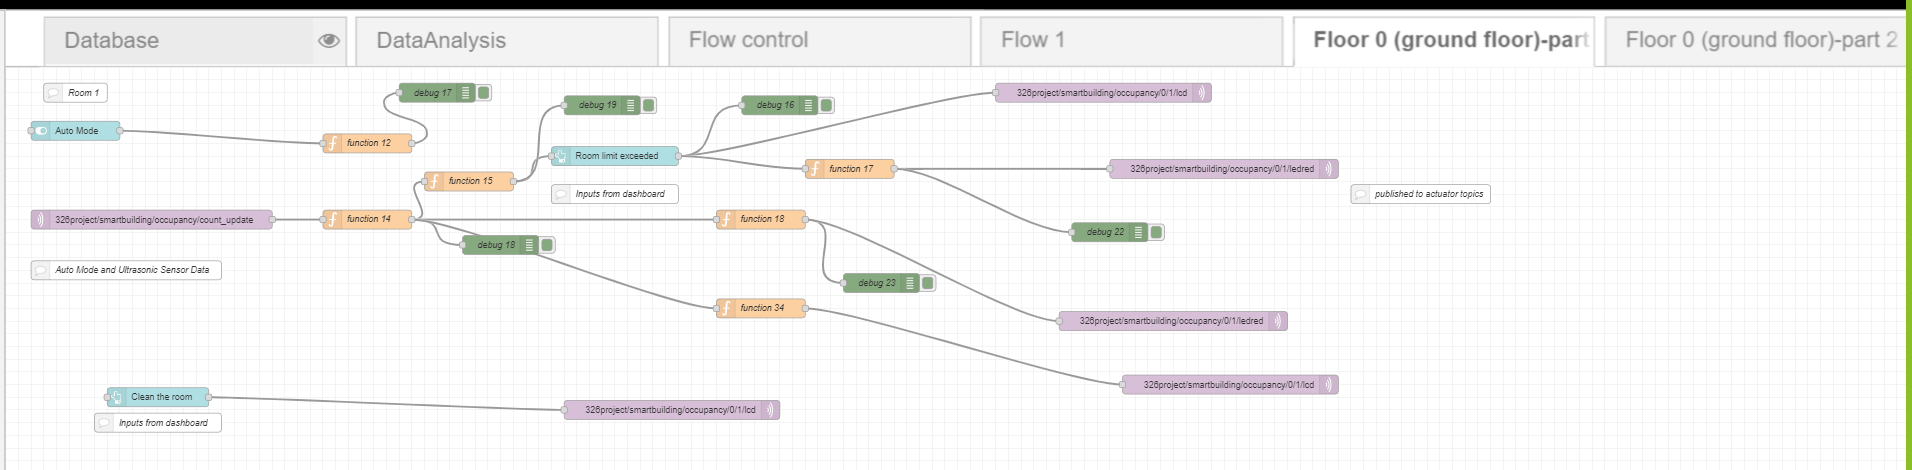 Database
DataAnalysis
Flow control
Flow 1
Floor 0 (ground floor)-part
Floor 0 (ground floor)-part 2
Room 1
debug 17
debug 19
debug 16
326project/smartbuilding/occupancy/0/1/lcd
Auto Mode
function 12
Room limit exceeded
function 17
326project/smartbuilding/occupancy/0/1/ledred
function 15
Inputs from dashboard
published to actuator topics
326project/smartbuilding/occupancy/count_update
function 14
function 18
debug 22
debug 18
Auto Mode and Ultrasonic Sensor Data
debug 23
function 34
326project/smartbuilding/occupancy/0/1/ledred
326project/smartbuilding/occupancy/0/1/lcd
Clean the room
326project/smartbuilding/occupancy/0/1/lcd
Inputs from dashboard